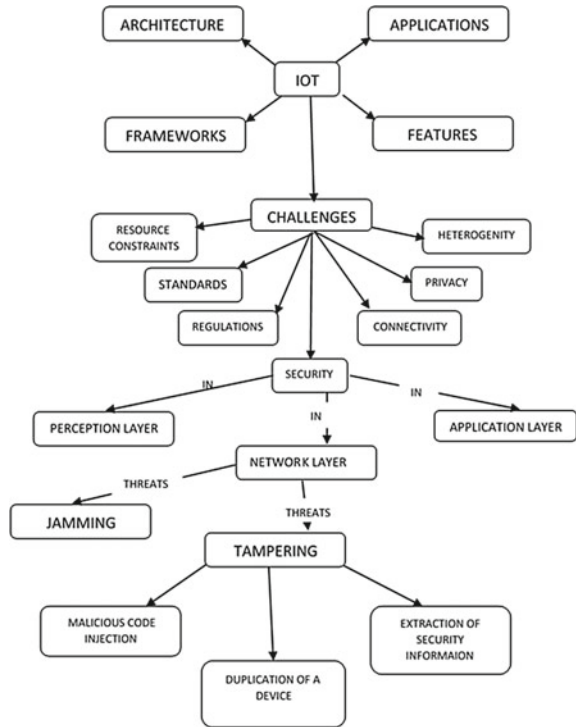 ARCHITECTURE
APPLICATIONS
IOT
FRAMEWORKS
FEATURES
CHALLENGES
RESOURCE
CONSTRAINTS
HETEROGENITY
STANDARDS
PRIVACY
REGULATIONS
CONNECTIVITY
SECURITY
IN
IN
IN
PERCEPTION LAYER
APPLICATION LAYER
NETWORK LAYER
THREATS
THREATS
JAMMING
TAMPERING
MALICIOUS CODE
INJECTION
DUPLICATION OF A
DEVICE
EXTRACTION OF
SECURITY
INFORMAION